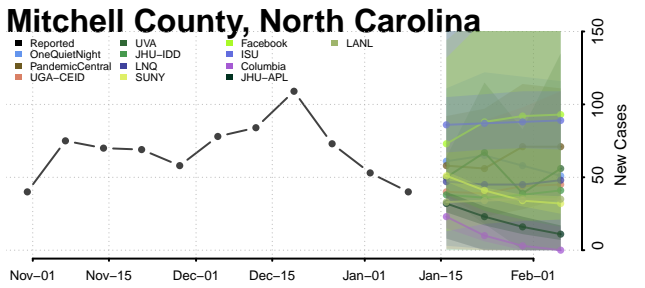 Mitchell County, North Carolina
Reported UVA Facebook LANL
OneQuietNight JHU−IDD ISU
PandemicCentral LNQ Columbia
UGA−CEID SUNY JHU−APL
0 50 100 150
New Cases
Nov−01 Nov−15 Dec−01 Dec−15 Jan−01 Jan−15 Feb−01